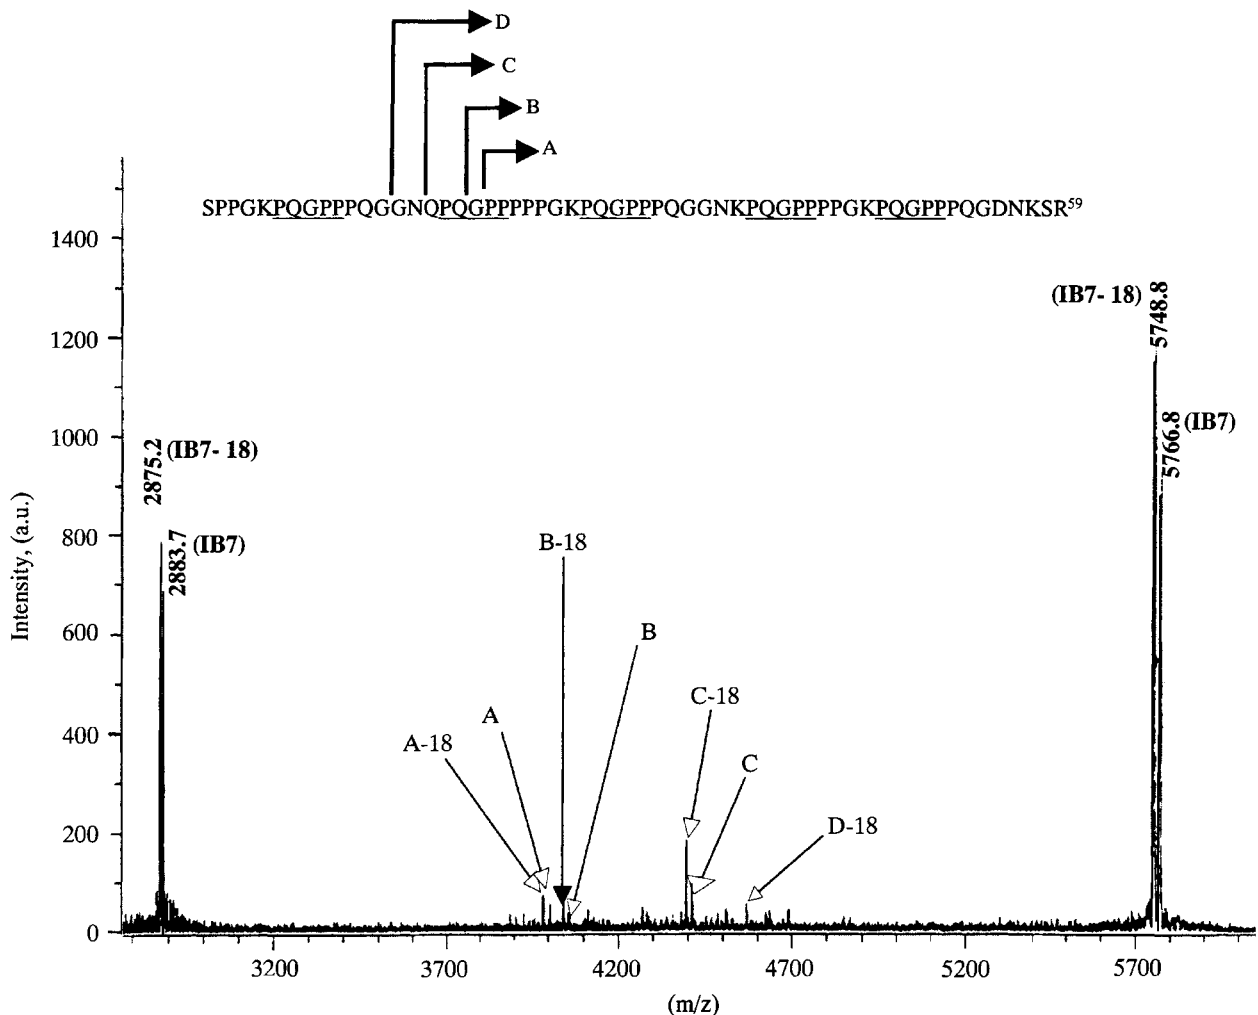 D
C
B
A
SPPGKPQGPPPQGGNQPQGPPPPPGKPQGPPPQGGNKPQGPPPPGKPQGPPPQGDNKSR59
1400
1200
1000
800
600
400
200
0
Intensity, (a.u.)
(IB7- 18)
5748.8
5766.8 (IB7)
2875.2 (IB7- 18)
2883.7 (IB7)
B-18
B
A
A-18
C-18
C
D-18
3200 3700 4200 4700 5200 5700
(m/z)